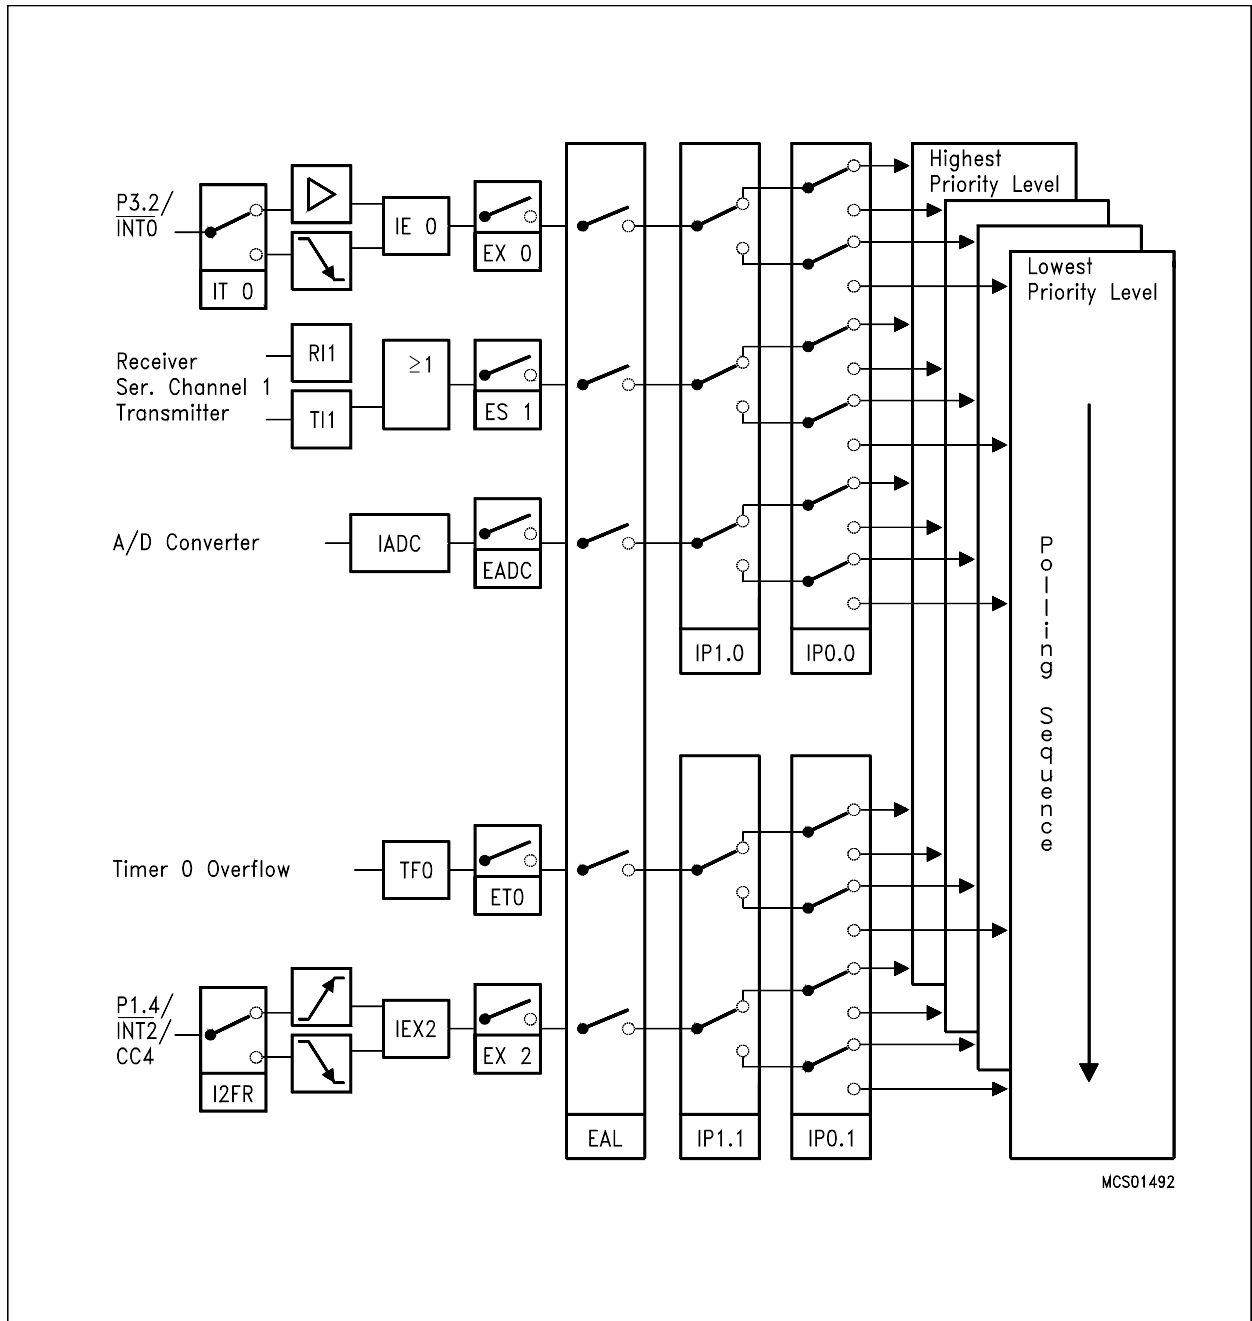 Highest
Priority Level
P3.2/
INT0
IE 0
EX 0
IT 0
Lowest
Priority Level
Receiver
Ser. Channel 1
Transmitter
RI1
TI1
≥1
ES 1
A/D Converter
IADC
EADC
IP1.0
IP0.0
Polling Sequence
Timer 0 Overflow
TF0
ET0
P1.4/
INT2/
CC4
IEX2
EX 2
I2FR
EAL
IP1.1
IP0.1
MCS01492